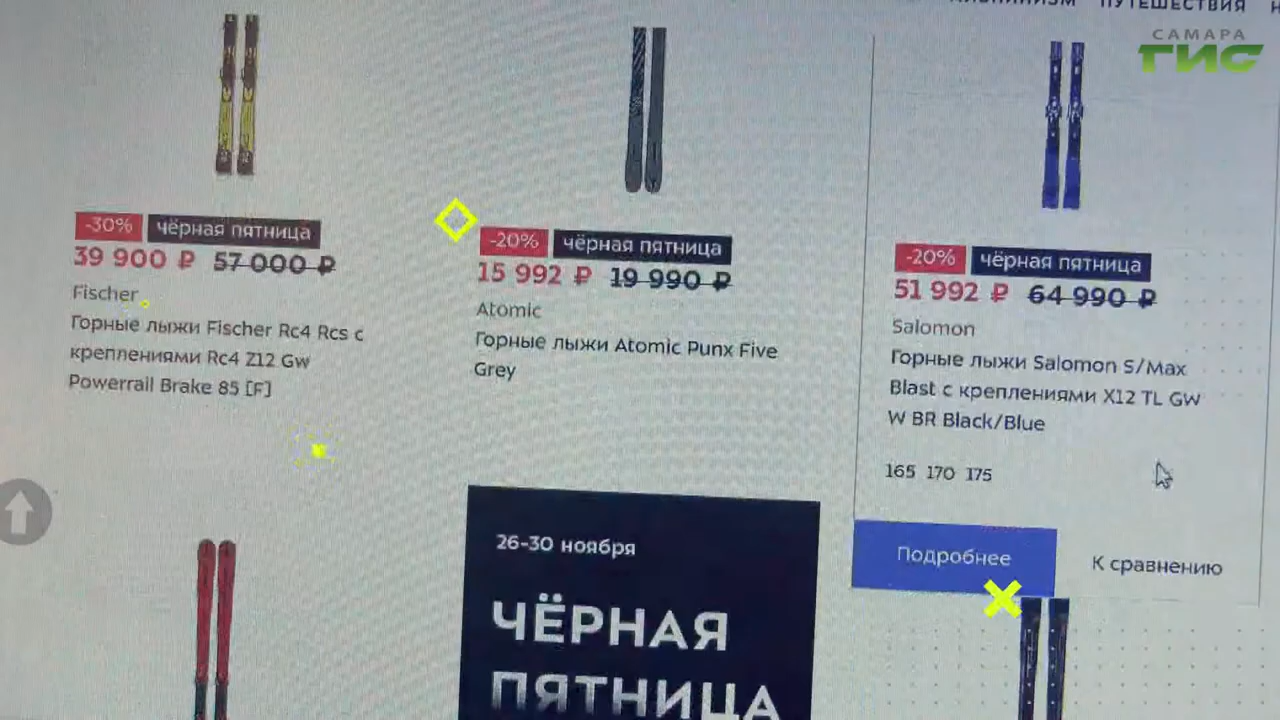 ПУТЕШЕСТВИЯ
САМАРА
ГИС
-30% чёрная пятница
39 900 ₽ 57 000 ₽
Fischer
Горные лыжи Fischer Rc4 Rcs с
креплениями Rc4 Z12 Gw
Powerrail Brake 85 [F]
-20% чёрная пятница
15 992 ₽ 19 990 ₽
Atomic
Горные лыжи Atomic Punx Five
Grey
-20% чёрная пятница
51 992 ₽ 64 990 ₽
Salomon
Горные лыжи Salomon S/Max
Blast с креплениями X12 TL GW
W BR Black/Blue
165 170 175
Подробнее
К сравнению
26-30 ноября
ЧЁРНАЯ
ПЯТНИЦА